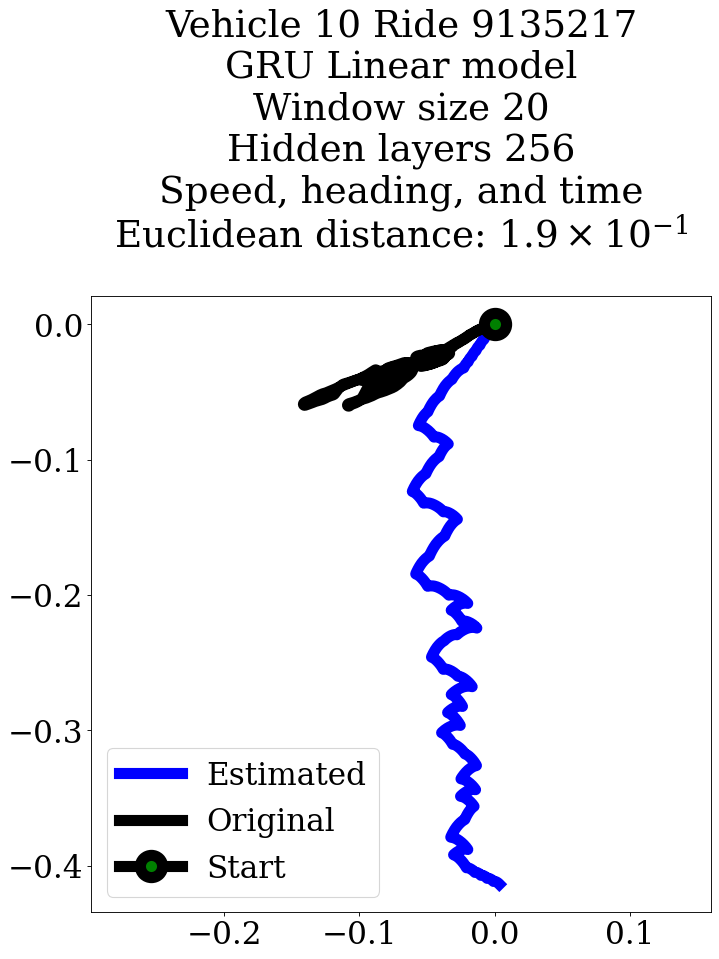 Vehicle 10 Ride 9135217
GRU Linear model
Window size 20
Hidden layers 256
Speed, heading, and time
Euclidean distance: 1.9 × 10⁻¹
0.0
−0.1
−0.2
−0.3
−0.4
Estimated
Original
Start
−0.2 −0.1 0.0 0.1